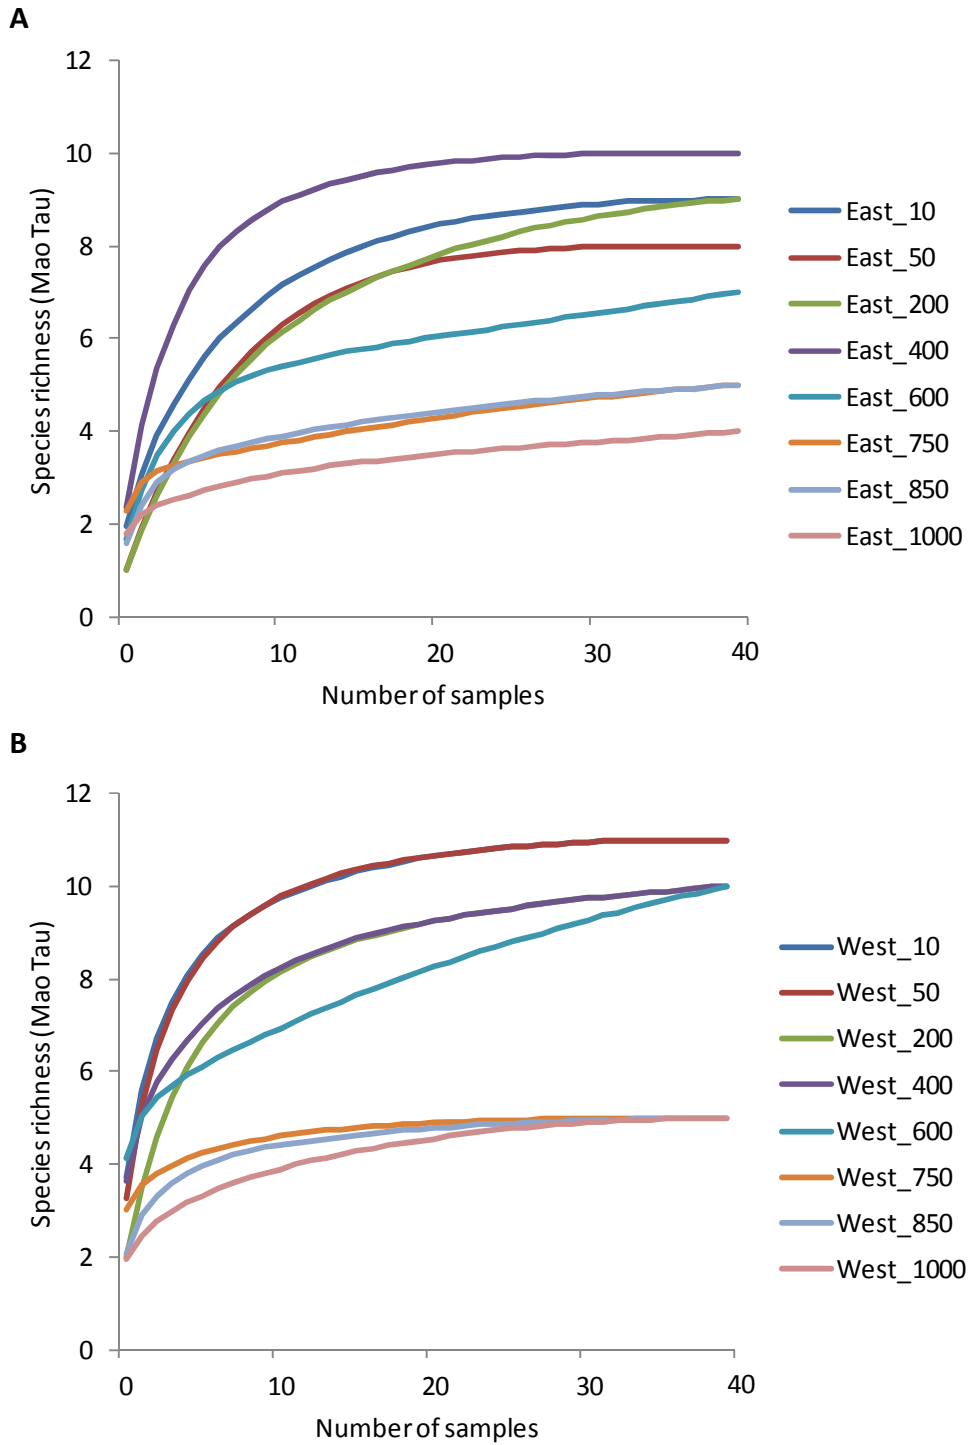 A
12
10
8
6
4
2
0
Species richness (Mao Tau)
0 10 20 30 40
Number of samples
East_10
East_50
East_200
East_400
East_600
East_750
East_850
East_1000
B
12
10
8
6
4
2
0
Species richness (Mao Tau)
0 10 20 30 40
Number of samples
West_10
West_50
West_200
West_400
West_600
West_750
West_850
West_1000